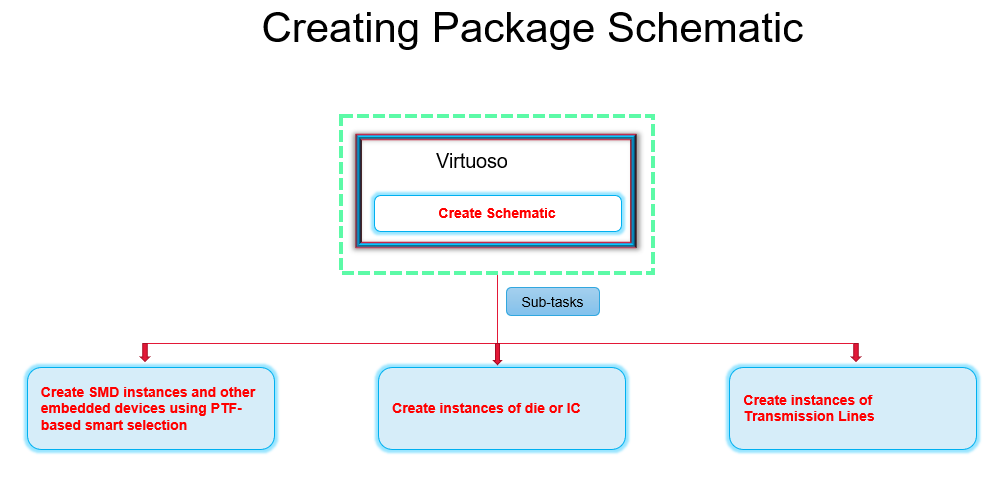 Creating Package Schematic
Virtuoso
Create Schematic
Sub-tasks
Create SMD instances and other
embedded devices using PTF-
based smart selection
Create instances of die or IC
Create instances of
Transmission Lines